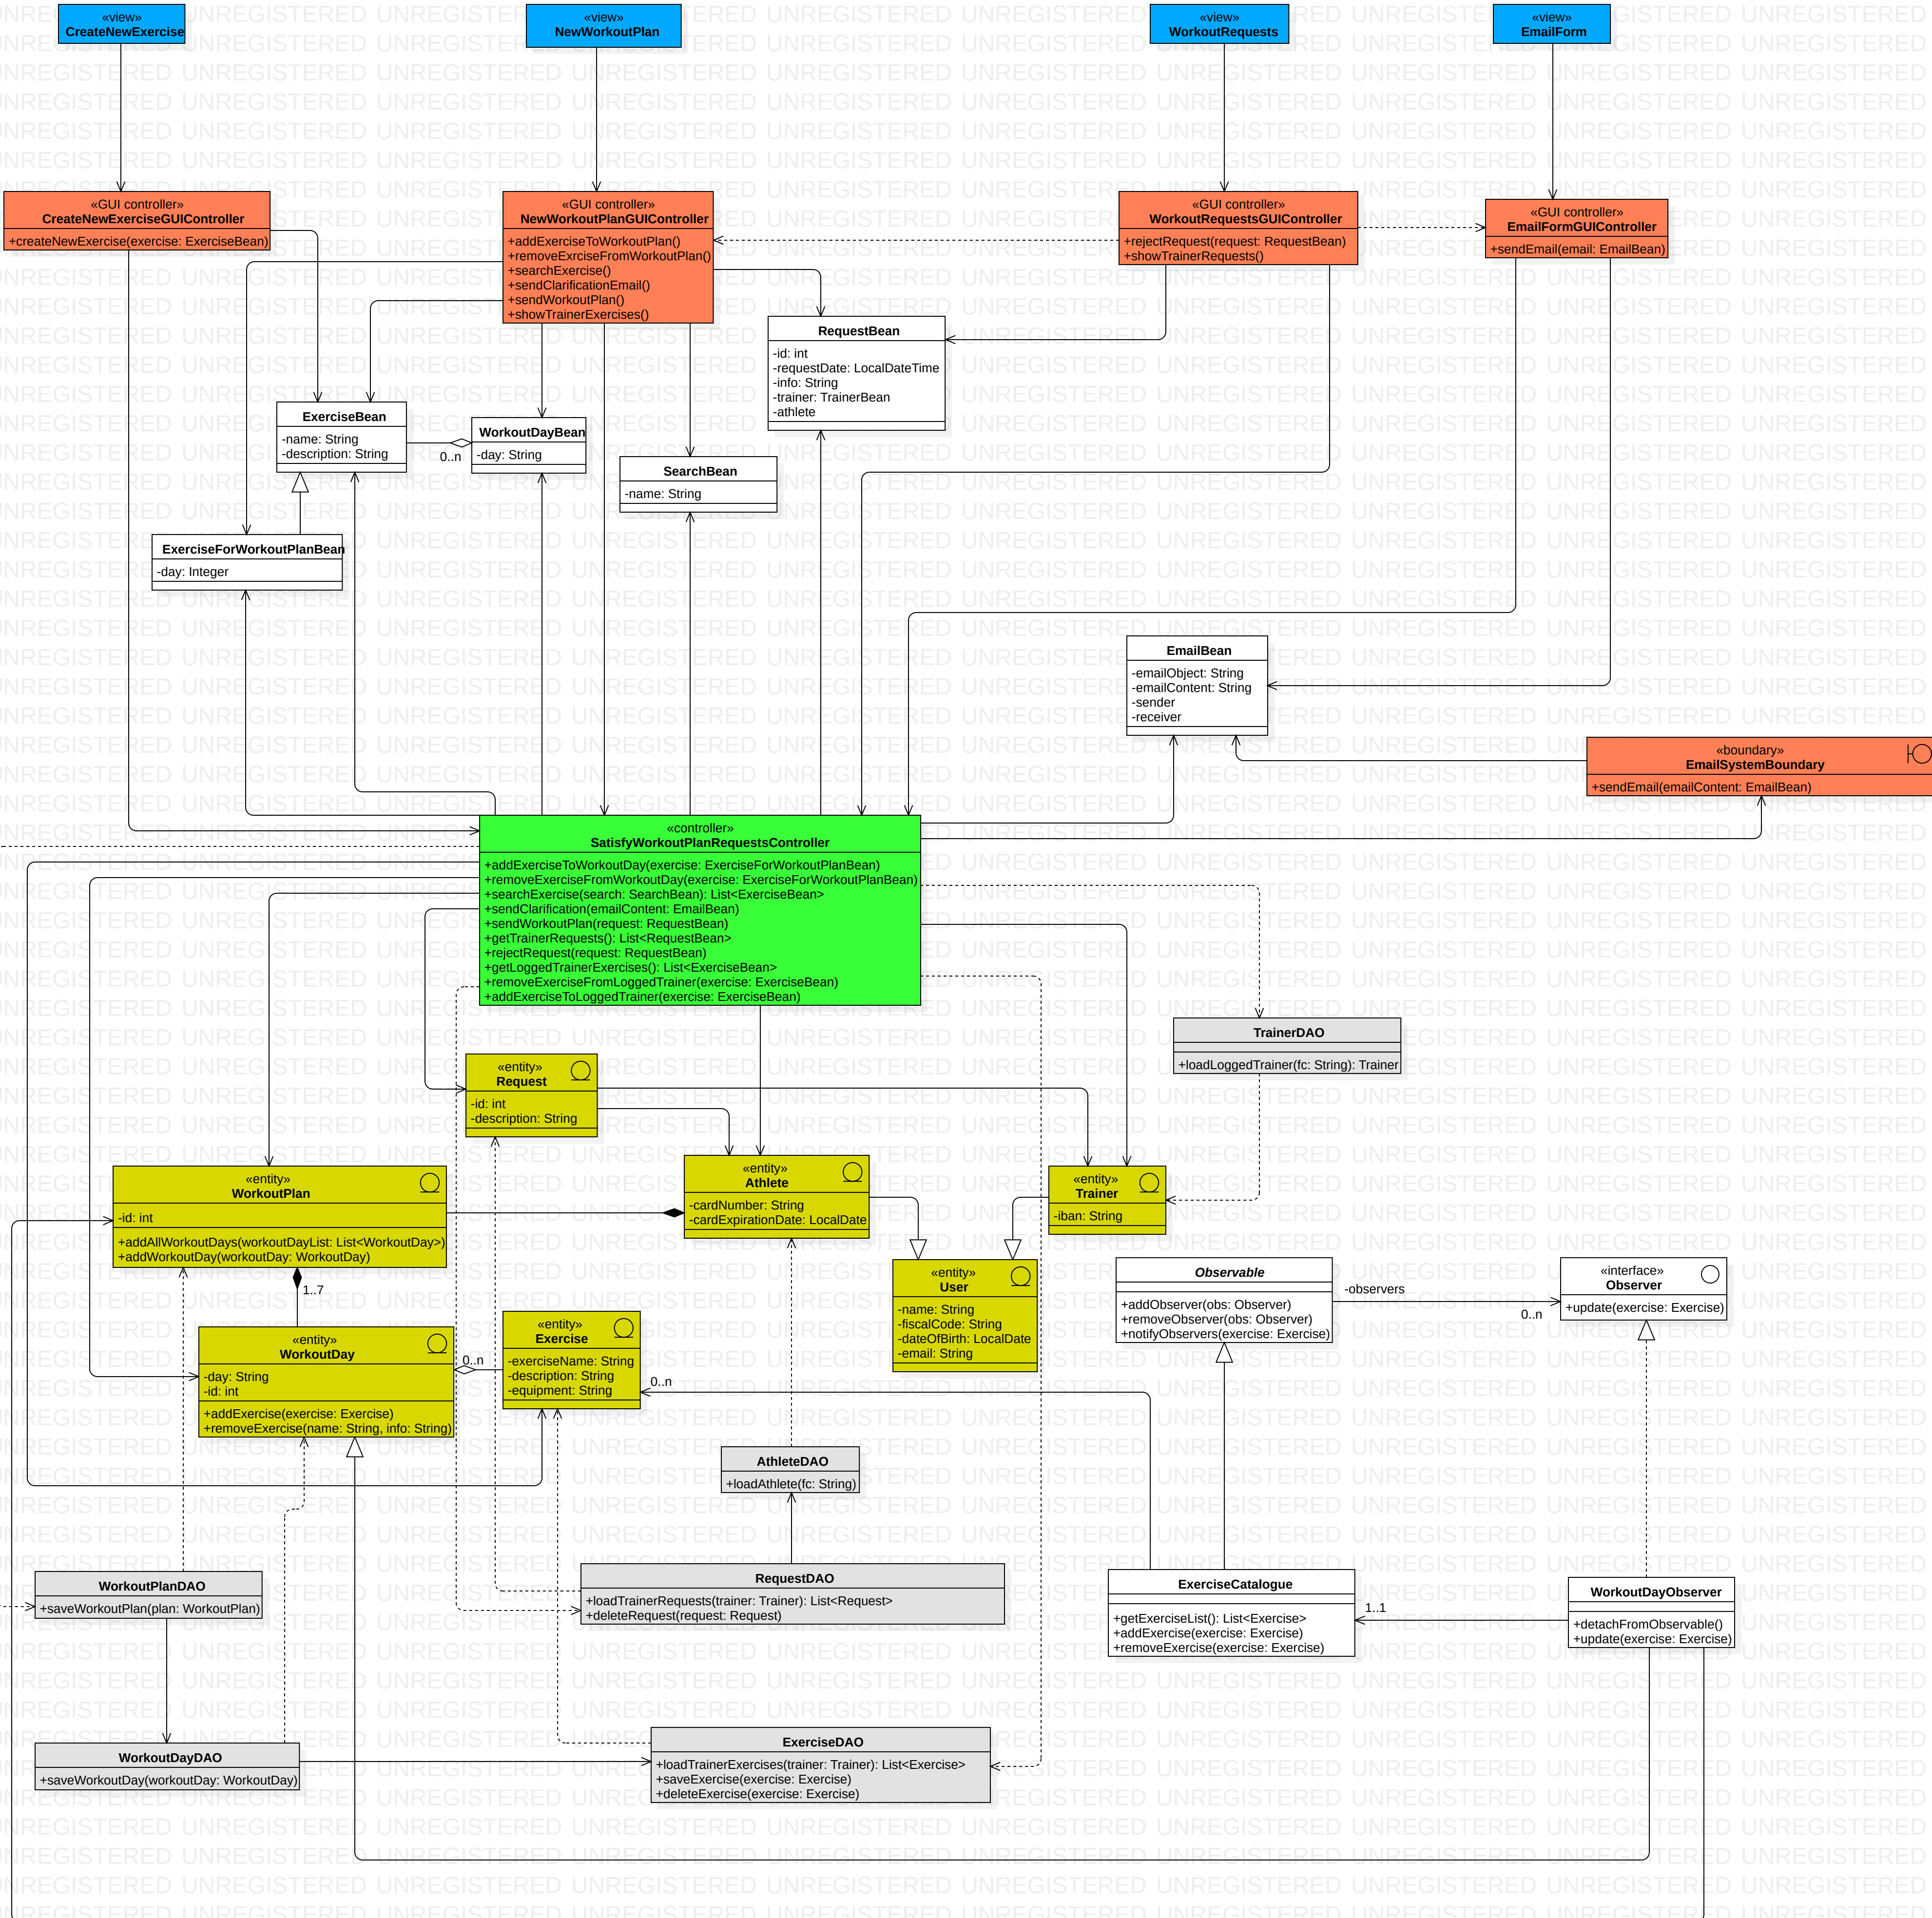 «view»
CreateNewExercise
«view»
NewWorkoutPlan
«view»
WorkoutRequests
«view»
EmailForm
«GUI controller»
CreateNewExerciseGUIController
+createNewExercise(exercise: ExerciseBean)
«GUI controller»
NewWorkoutPlanGUIController
+addExerciseToWorkoutPlan()
+removeExrciseFromWorkoutPlan()
+searchExercise()
+sendClarificationEmail()
+sendWorkoutPlan()
+showTrainerExercises()
«GUI controller»
WorkoutRequestsGUIController
+rejectRequest(request: RequestBean)
+showTrainerRequests()
«GUI controller»
EmailFormGUIController
+sendEmail(email: EmailBean)
RequestBean
-id: int
-requestDate: LocalDateTime
-info: String
-trainer: TrainerBean
-athlete
ExerciseBean
-name: String
-description: String
0..n
WorkoutDayBean
-day: String
SearchBean
-name: String
ExerciseForWorkoutPlanBean
-day: Integer
EmailBean
-emailObject: String
-emailContent: String
-sender
-receiver
«boundary»
EmailSystemBoundary
+sendEmail(emailContent: EmailBean)
«controller»
SatisfyWorkoutPlanRequestsController
+addExerciseToWorkoutDay(exercise: ExerciseForWorkoutPlanBean)
+removeExerciseFromWorkoutDay(exercise: ExerciseForWorkoutPlanBean)
+searchExercise(search: SearchBean): List<ExerciseBean>
+sendClarification(emailContent: EmailBean)
+sendWorkoutPlan(request: RequestBean)
+getTrainerRequests(): List<RequestBean>
+rejectRequest(request: RequestBean)
+getLoggedTrainerExercises(): List<ExerciseBean>
+removeExerciseFromLoggedTrainer(exercise: ExerciseBean)
+addExerciseToLoggedTrainer(exercise: ExerciseBean)
TrainerDAO
+loadLoggedTrainer(fc: String): Trainer
«entity»
Request
-id: int
-description: String
«entity»
WorkoutPlan
-id: int
+addAllWorkoutDays(workoutDayList: List<WorkoutDay>)
+addWorkoutDay(workoutDay: WorkoutDay)
«entity»
Athlete
-cardNumber: String
-cardExpirationDate: LocalDate
«entity»
Trainer
-iban: String
«entity»
User
-name: String
-fiscalCode: String
-dateOfBirth: LocalDate
-email: String
Observable
+addObserver(obs: Observer)
+removeObserver(obs: Observer)
+notifyObservers(exercise: Exercise)
-observers
0..n
«interface»
Observer
+update(exercise: Exercise)
1..7
«entity»
WorkoutDay
-day: String
-id: int
+addExercise(exercise: Exercise)
+removeExercise(name: String, info: String)
0..n
«entity»
Exercise
-exerciseName: String
-description: String
-equipment: String
0..n
AthleteDAO
+loadAthlete(fc: String)
WorkoutPlanDAO
+saveWorkoutPlan(plan: WorkoutPlan)
RequestDAO
+loadTrainerRequests(trainer: Trainer): List<Request>
+deleteRequest(request: Request)
ExerciseCatalogue
+getExerciseList(): List<Exercise>
+addExercise(exercise: Exercise)
+removeExercise(exercise: Exercise)
1..1
WorkoutDayObserver
+detachFromObservable()
+update(exercise: Exercise)
WorkoutDayDAO
+saveWorkoutDay(workoutDay: WorkoutDay)
ExerciseDAO
+loadTrainerExercises(trainer: Trainer): List<Exercise>
+saveExercise(exercise: Exercise)
+deleteExercise(exercise: Exercise)